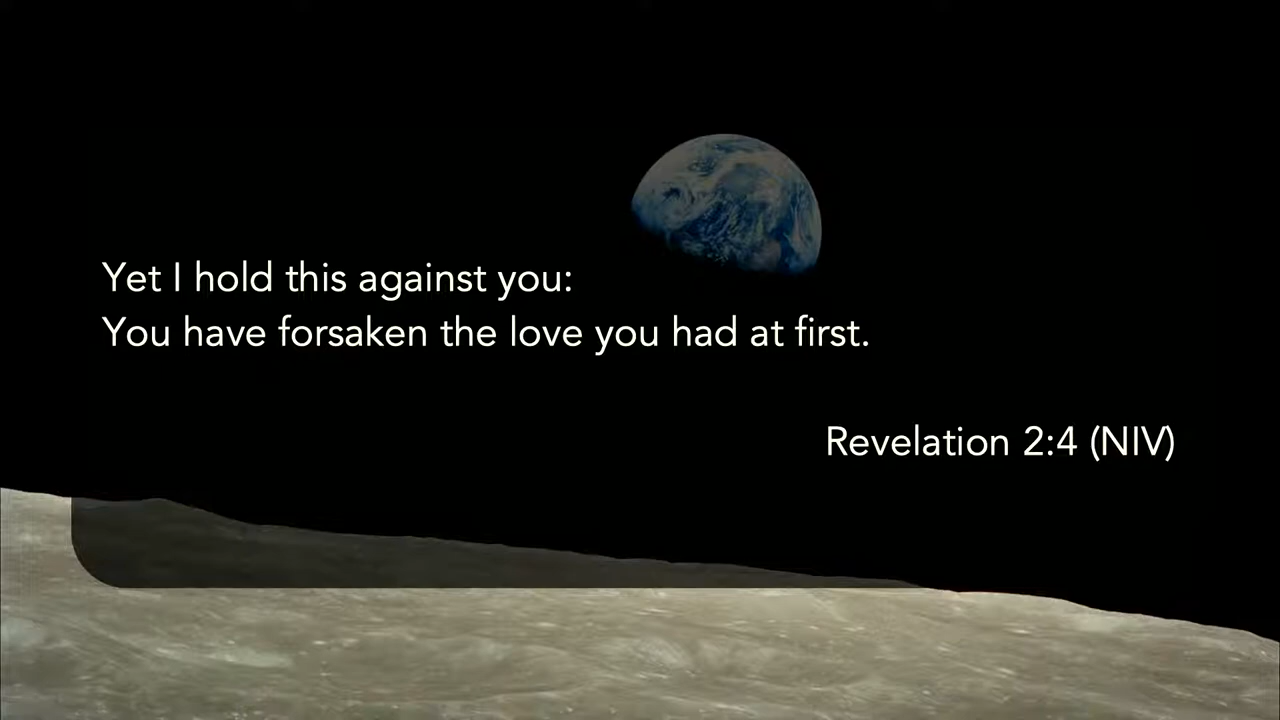 Yet I hold this against you:
You have forsaken the love you had at first.
Revelation 2:4 (NIV)